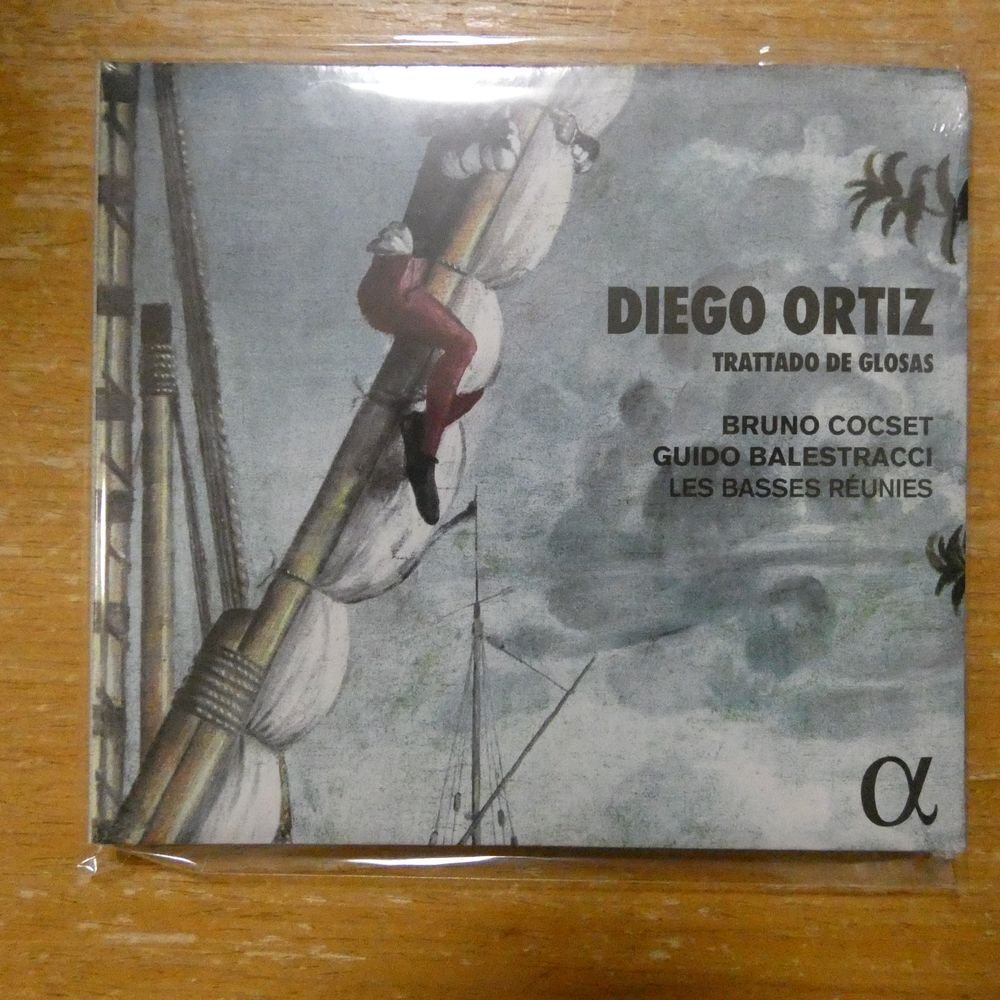 DIEGO ORTIZ
TRATTADO DE GLOSAS
BRUNO COCSET
GUIDO BALESTRACCI
LES BASSES RÉUNIES
α